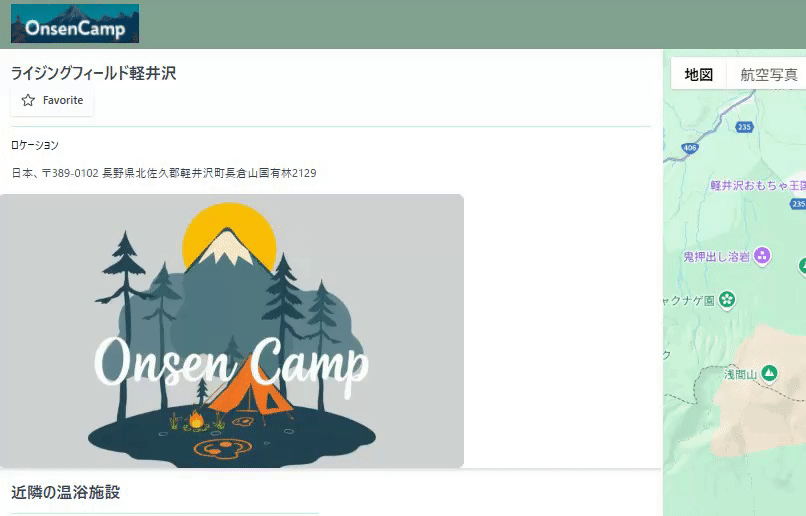 OnsenCamp
ライジングフィールド軽井沢
Favorite
ロケーション
日本、〒389-0102 長野県北佐久郡軽井沢町長倉山国有林2129
Onsen Camp
近隣の温浴施設
地図
航空写真
235
406
軽井沢おもちゃ王国
235
鬼押出し溶岩
ャクナゲ園
ク
浅間山